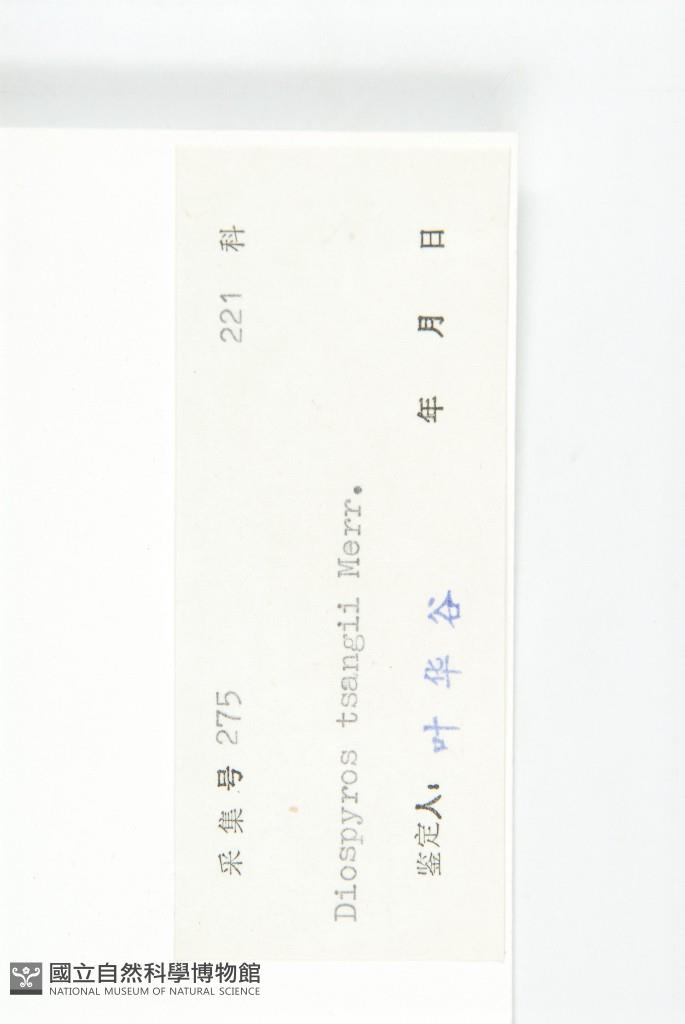 采集号 275 221 科
Diospyros tsangii Merr.
鉴定人: 叶华谷 年 月 日
國立自然科學博物館
NATIONAL MUSEUM OF NATURAL SCIENCE